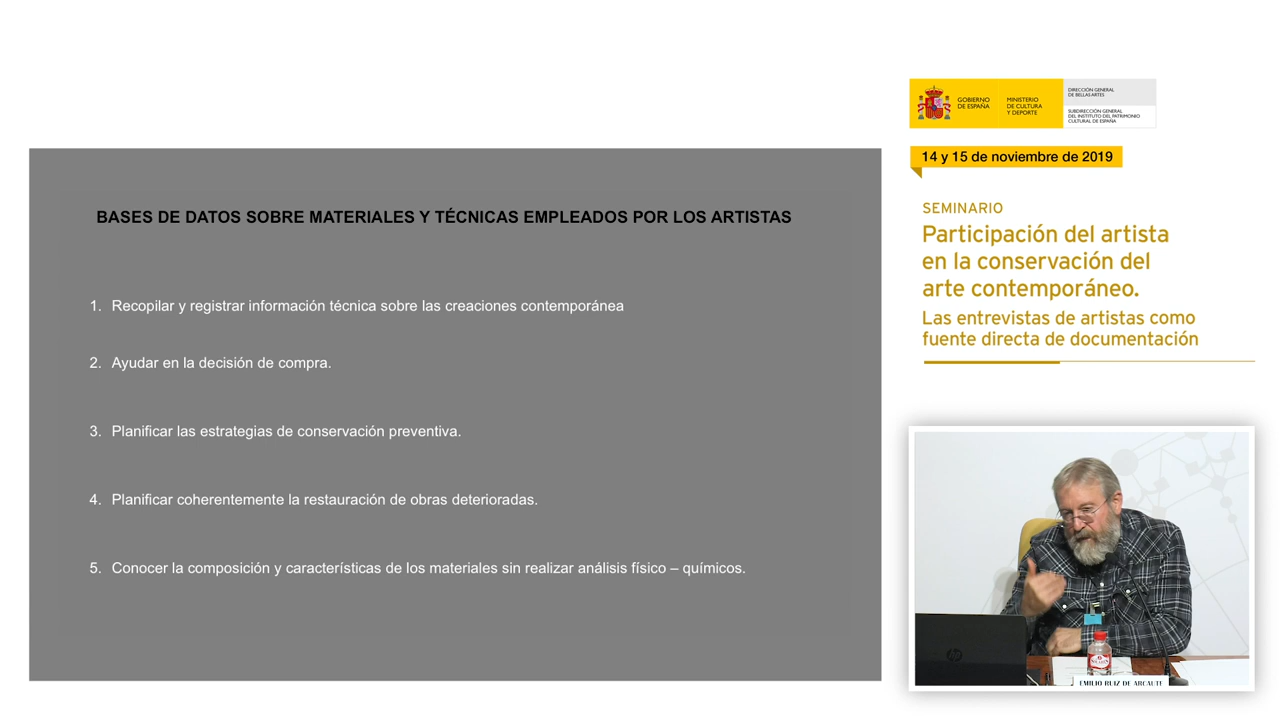 GOBIERNO
DE ESPAÑA
MINISTERIO
DE CULTURA
Y DEPORTE
DIRECCIÓN GENERAL
DE BELLAS ARTES
SUBDIRECCIÓN GENERAL
DEL INSTITUTO DEL PATRIMONIO
CULTURAL DE ESPAÑA
14 y 15 de noviembre de 2019
SEMINARIO
Participación del artista
en la conservación del
arte contemporáneo.
Las entrevistas de artistas como
fuente directa de documentación
BASES DE DATOS SOBRE MATERIALES Y TÉCNICAS EMPLEADOS POR LOS ARTISTAS
1. Recopilar y registrar información técnica sobre las creaciones contemporánea
2. Ayudar en la decisión de compra.
3. Planificar las estrategias de conservación preventiva.
4. Planificar coherentemente la restauración de obras deterioradas.
5. Conocer la composición y características de los materiales sin realizar análisis físico – químicos.
hp
EMILIO RUIZ DE ARCAUTE